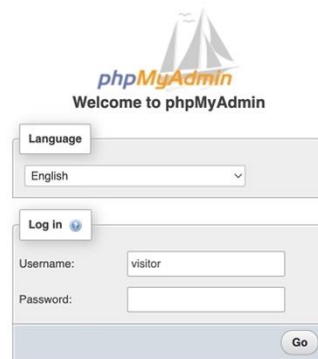 phpMyAdmin
Welcome to phpMyAdmin
Language
English
Log in
Username: visitor
Password:
Go